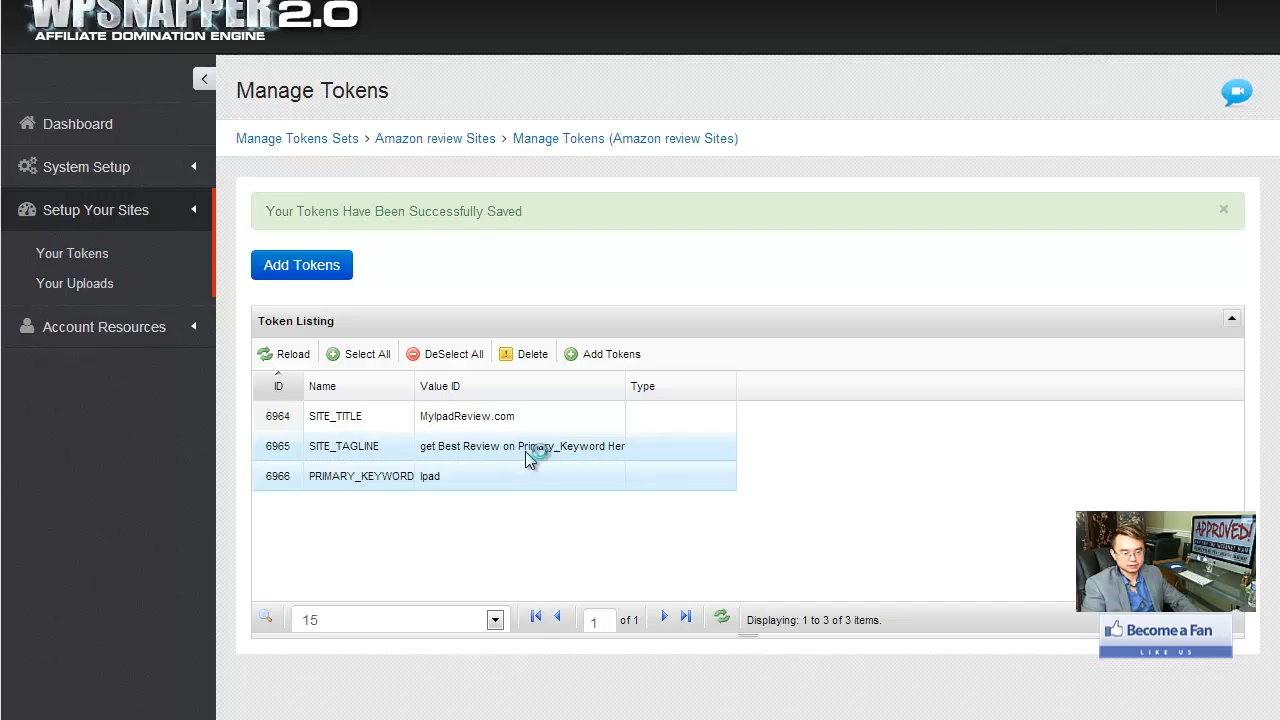 WPSNAPPER 2.0
AFFILIATE DOMINATION ENGINE
Manage Tokens
Dashboard
Manage Tokens Sets > Amazon review Sites > Manage Tokens (Amazon review Sites)
System Setup
Setup Your Sites
Your Tokens Have Been Successfully Saved
×
Your Tokens
Add Tokens
Your Uploads
Account Resources
Token Listing
Reload
Select All
DeSelect All
Delete
Add Tokens
ID Name Value ID Type
6964 SITE_TITLE MyIpadReview.com
6965 SITE_TAGLINE get Best Review on Primary_Keyword Her
6966 PRIMARY_KEYWORD Ipad
APPROVED!
15
1 of 1
Displaying: 1 to 3 of 3 items.
Become a Fan
LIKE US